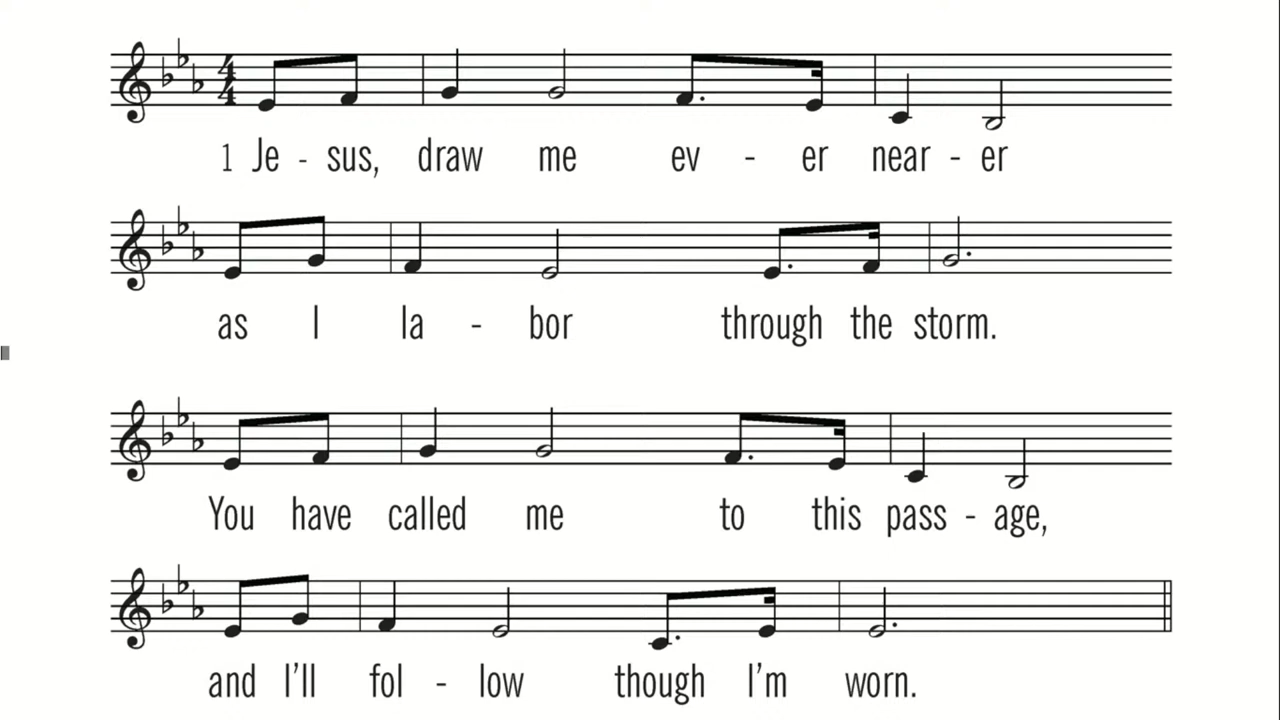 1 Je - sus, draw me ev - er near - er
as I la - bor through the storm.
You have called me to this pass - age,
and I'll fol - low though I'm worn.